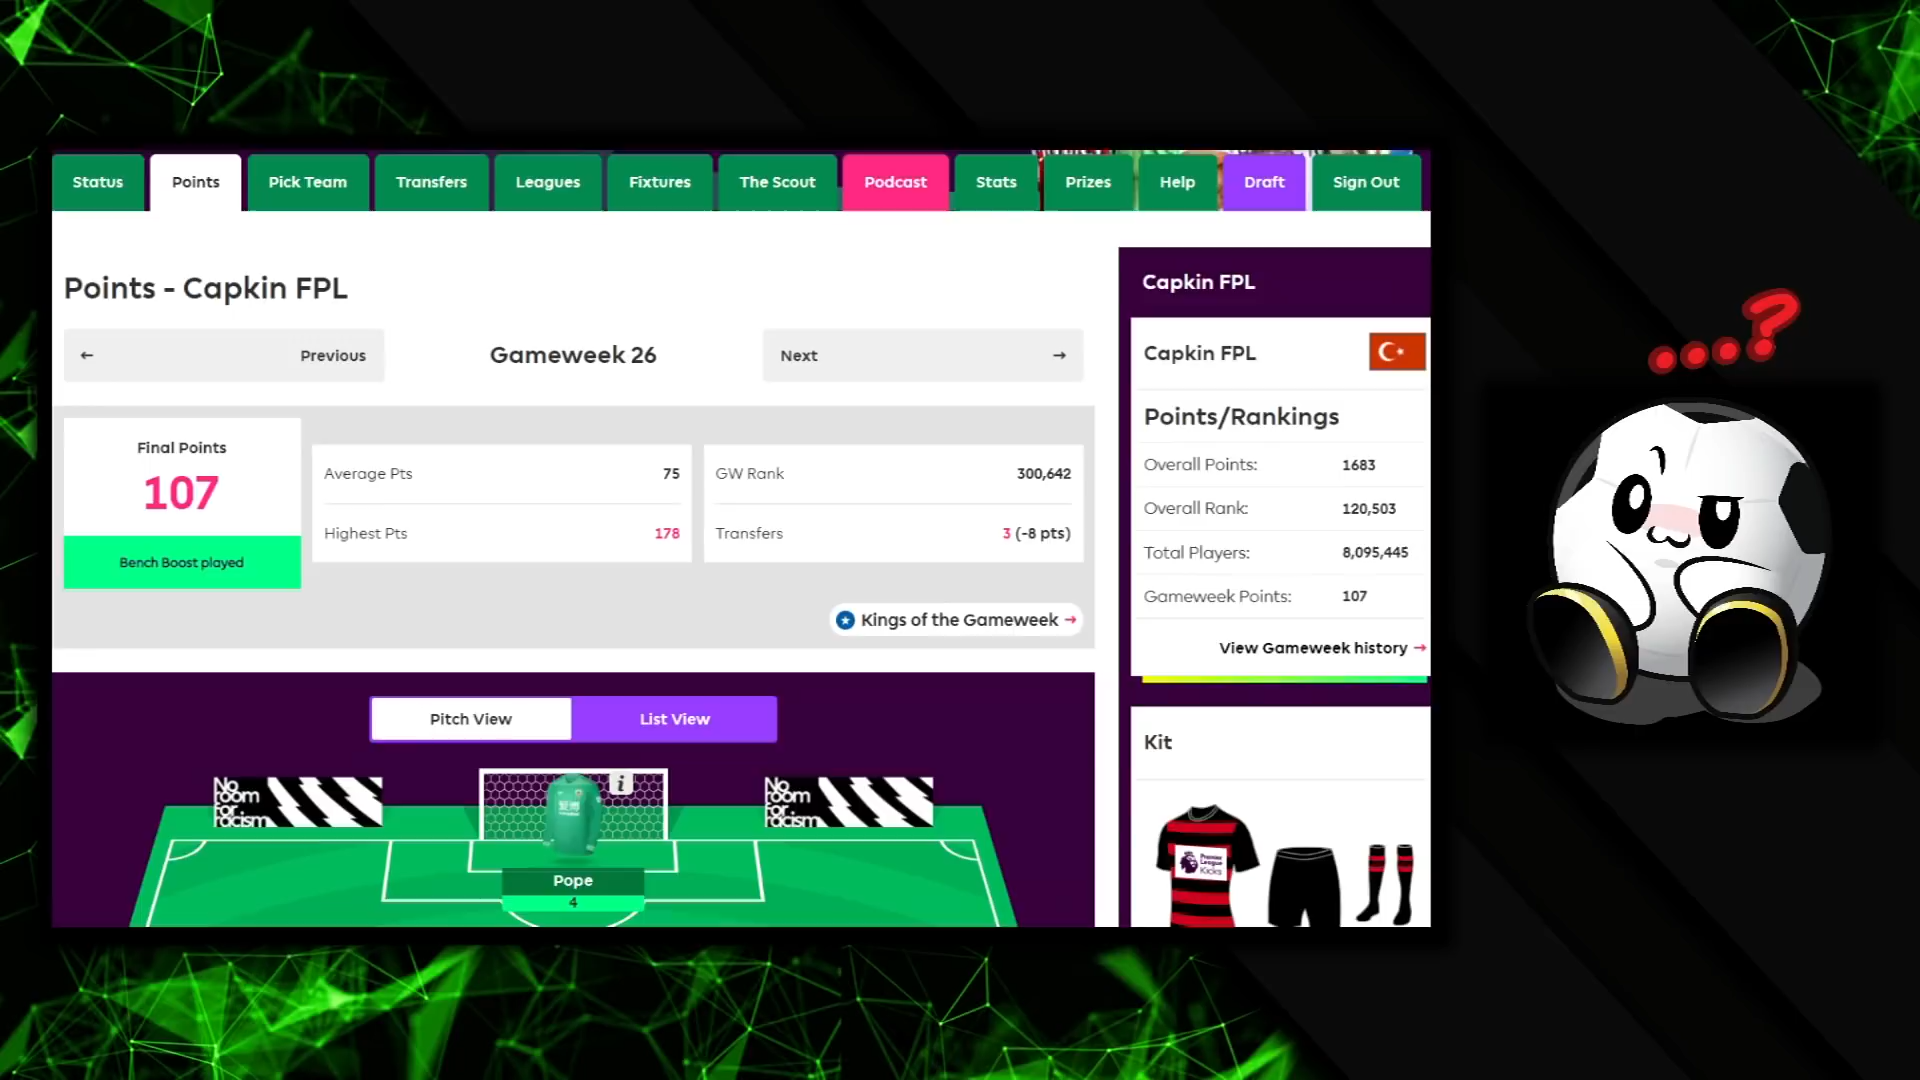 Status
Points
Pick Team
Transfers
Leagues
Fixtures
The Scout
Podcast
Stats
Prizes
Help
Draft
Sign Out
Points - Capkin FPL
← Previous
Gameweek 26
Next →
Final Points
107
Bench Boost played
Average Pts 75
Highest Pts 178
GW Rank 300,642
Transfers 3 (-8 pts)
Kings of the Gameweek →
Pitch View
List View
No
room
for
racism
No
room
for
racism
i
Pope
4
Capkin FPL
Capkin FPL
Points/Rankings
Overall Points: 1683
Overall Rank: 120,503
Total Players: 8,095,445
Gameweek Points: 107
View Gameweek history →
Kit
Premier
League
Kicks
...?